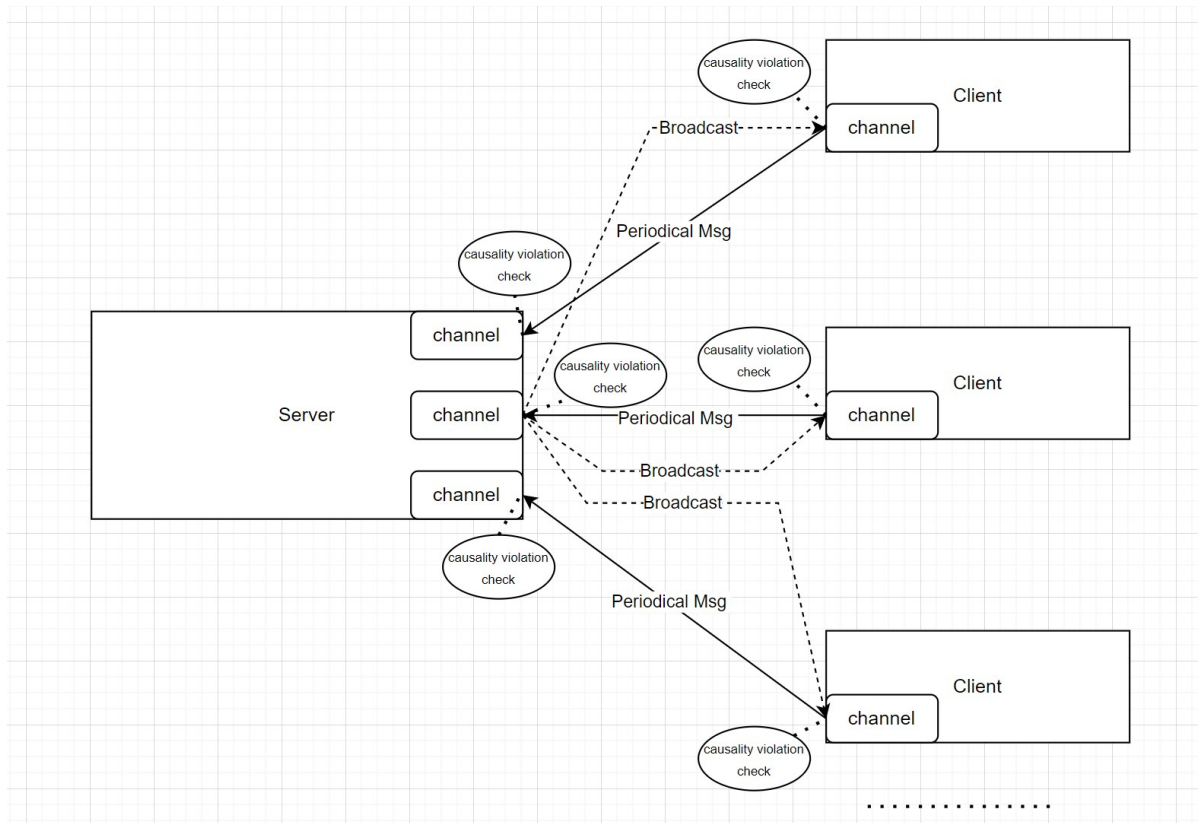 causality violation
check
Client
channel
Broadcast
Periodical Msg
causality violation
check
channel
causality violation
check
causality violation
check
Client
Server
channel
Periodical Msg
channel
Broadcast
channel
Broadcast
causality violation
check
Periodical Msg
Client
channel
causality violation
check